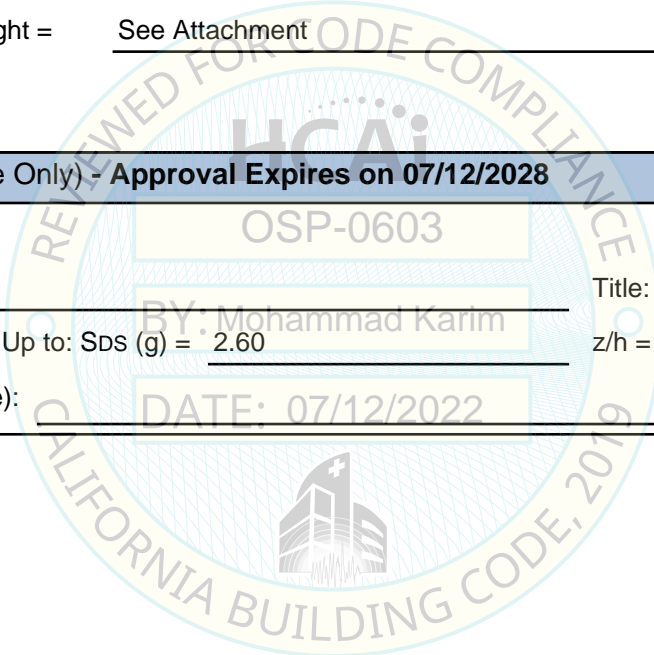 ght = See Attachment
REVIEWED FOR CODE COMPLIANCE
HCAi
e Only) - Approval Expires on 07/12/2028
OSP-0603
Title:
BY: Mohammad Karim
Up to: SDS (g) = 2.60 z/h =
e):
DATE: 07/12/2022
CALIFORNIA BUILDING CODE, 2019